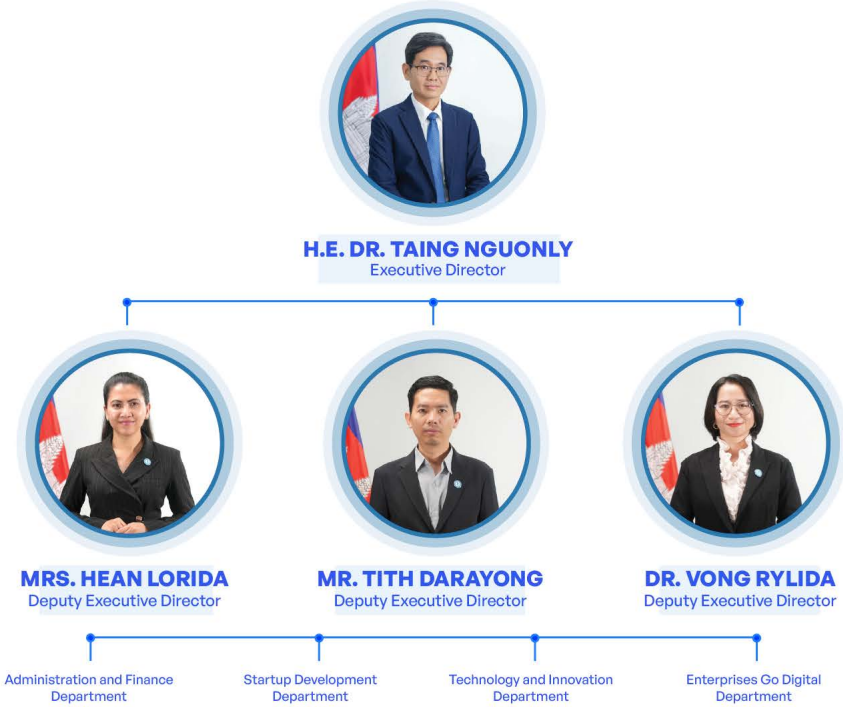 H.E. DR. TAING NGUONLY
Executive Director
MRS. HEAN LORIDA
Deputy Executive Director
MR. TITH DARAYONG
Deputy Executive Director
DR. VONG RYLIDA
Deputy Executive Director
Administration and Finance
Department
Startup Development
Department
Technology and Innovation
Department
Enterprises Go Digital
Department